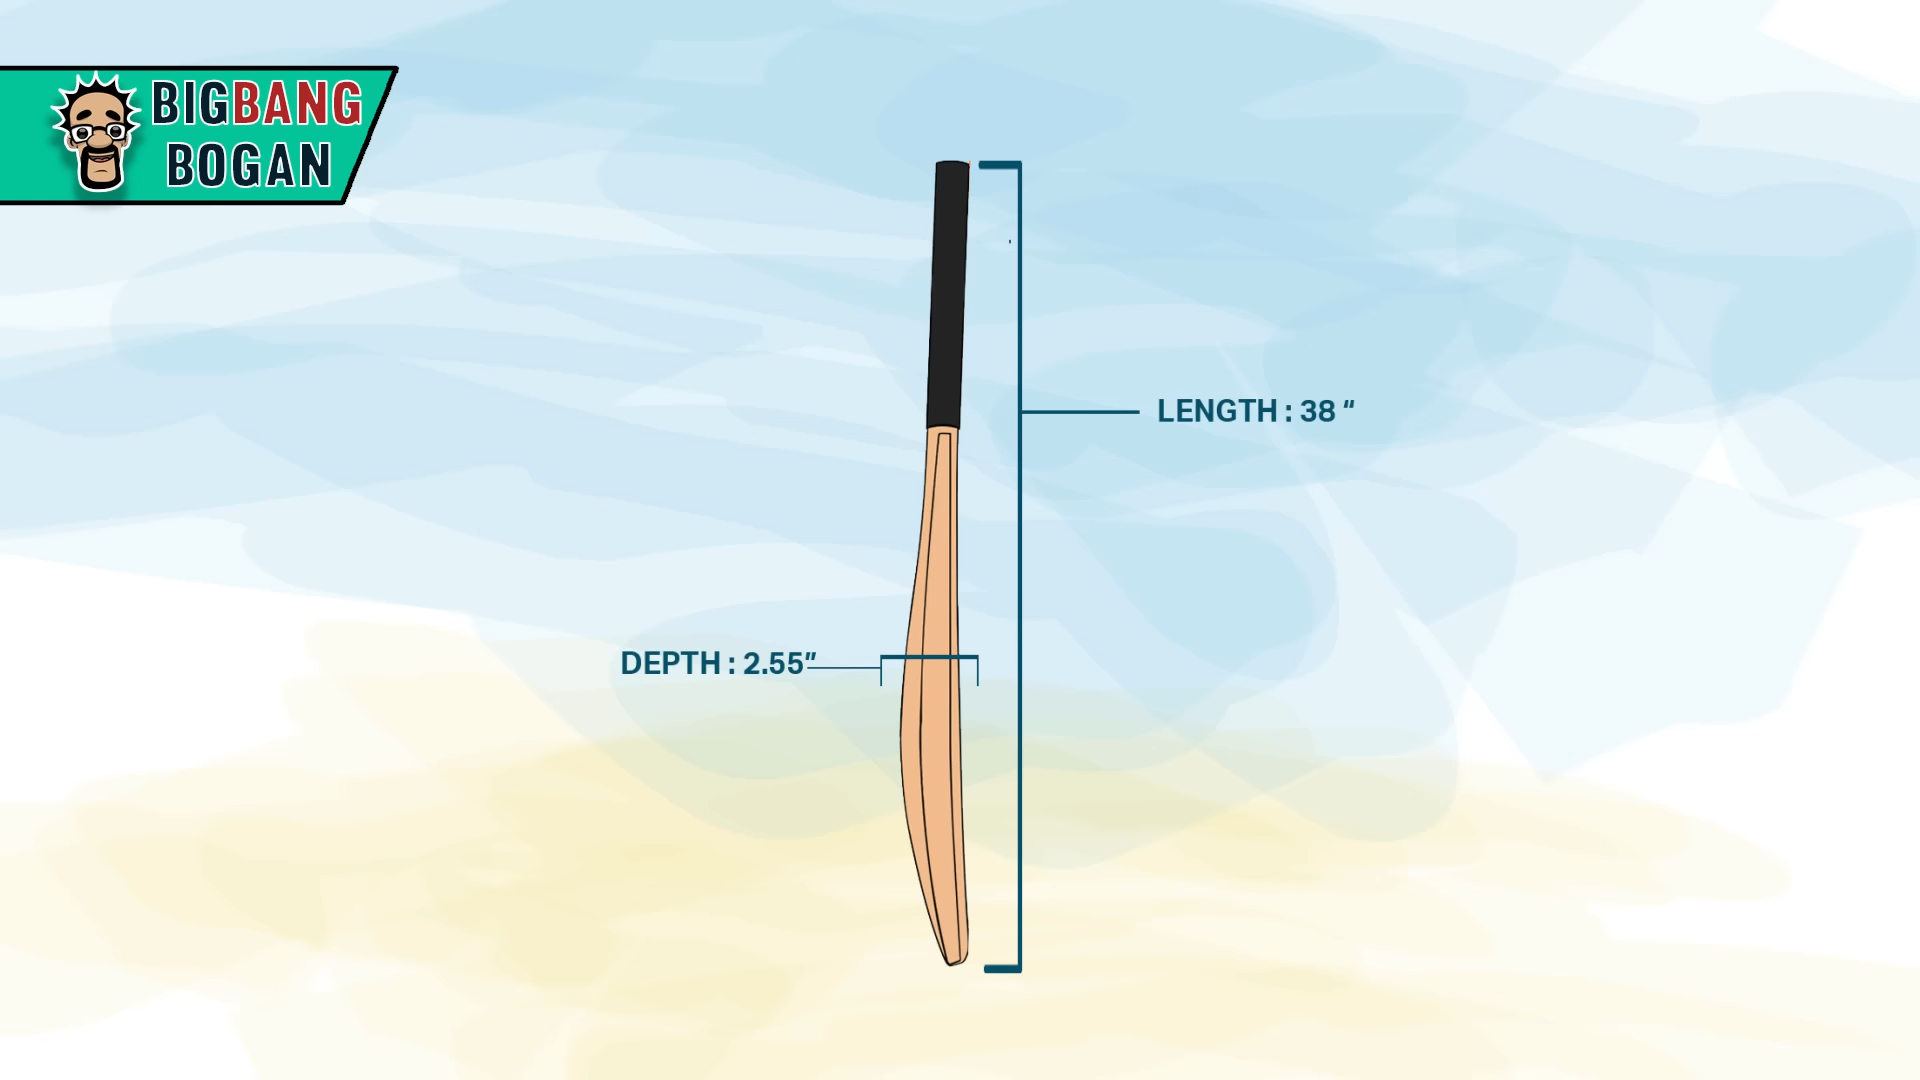 BIGBANG
BOGAN
LENGTH : 38 “
DEPTH : 2.55”